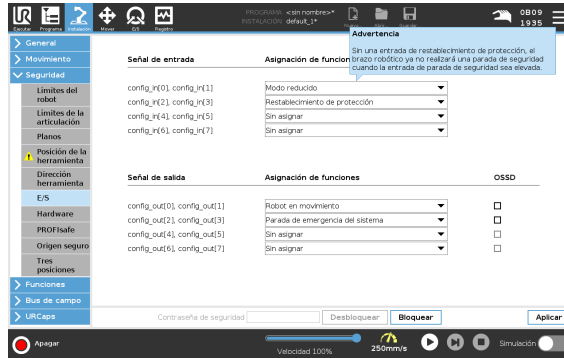 PROGRAMA <sin nombre>*
INSTALACIÓN default_1*
0B09
1935
Ejecutar Programa Instalación Mover E/S Registro
Advertencia
Sin una entrada de restablecimiento de protección, el
brazo robótico ya no realizará una parada de seguridad
cuando la entrada de parada de seguridad sea elevada.
General
Movimiento
Seguridad
Límites del
robot
Límites de la
articulación
Planos
Posición de la
herramienta
Dirección
herramienta
E/S
Hardware
PROFIsafe
Origen seguro
Tres
posiciones
Funciones
Bus de campo
URCaps
Señal de entrada Asignación de funcion
config_in[0], config_in[1] Modo reducido
config_in[2], config_in[3] Restablecimiento de protección
config_in[4], config_in[5] Sin asignar
config_in[6], config_in[7] Sin asignar
Señal de salida Asignación de funciones OSSD
config_out[0], config_out[1] Robot en movimiento
config_out[2], config_out[3] Parada de emergencia del sistema
config_out[4], config_out[5] Sin asignar
config_out[6], config_out[7] Sin asignar
Contraseña de seguridad Desbloquear Bloquear Aplicar
Apagar
Velocidad 100%
250mm/s
Simulación